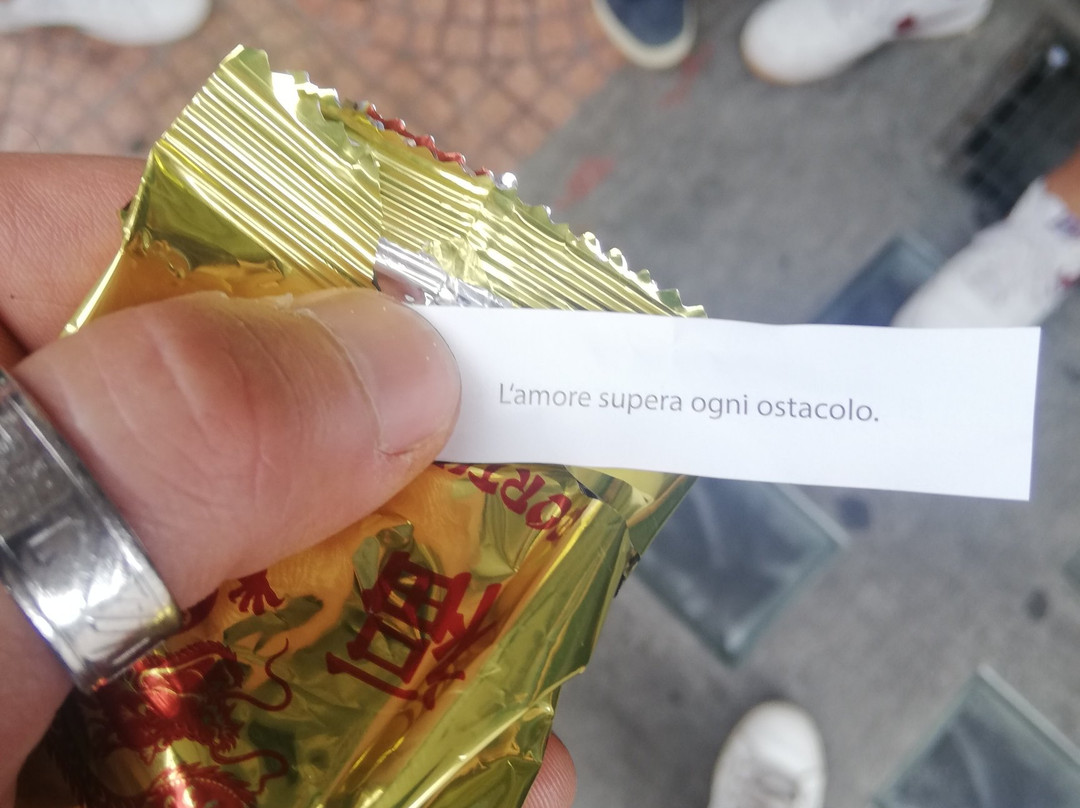 L‘amore supera ogni ostacolo.